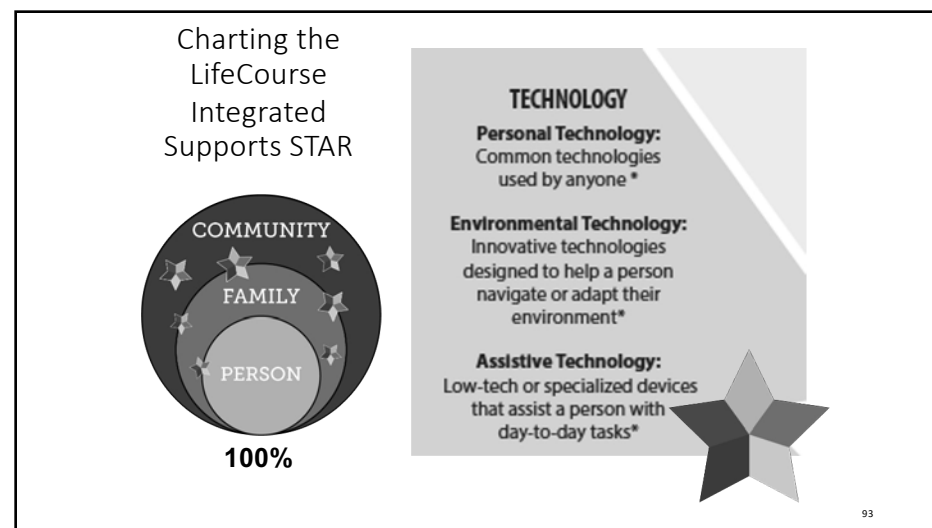 Charting the
LifeCourse
Integrated
Supports STAR
COMMUNITY
FAMILY
PERSON
100%
TECHNOLOGY
Personal Technology:
Common technologies
used by anyone *
Environmental Technology:
Innovative technologies
designed to help a person
navigate or adapt their
environment*
Assistive Technology:
Low-tech or specialized devices
that assist a person with
day-to-day tasks*
93